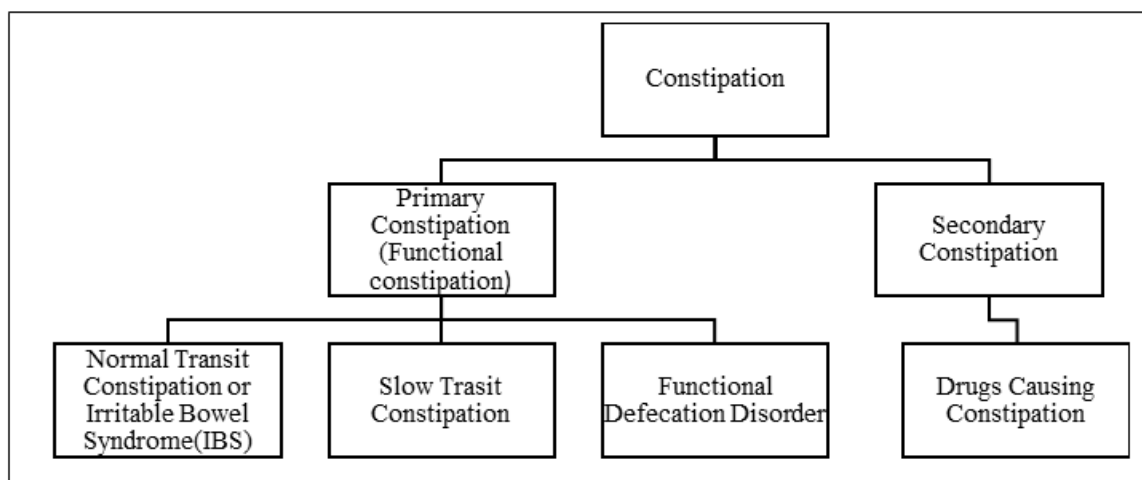 Constipation
Primary
Constipation
(Functional
constipation)
Secondary
Constipation
Normal Transit
Constipation or
Irritable Bowel
Syndrome(IBS)
Slow Trasit
Constipation
Functional
Defecation Disorder
Drugs Causing
Constipation